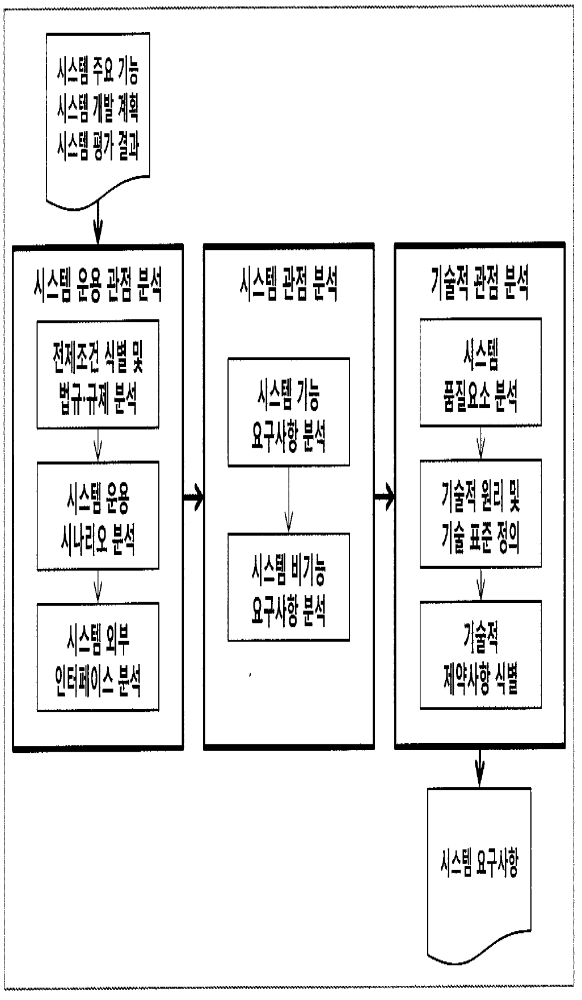 시스템 주요 기능
시스템 개발 계획
시스템 평가 결과
시스템 운용 관점 분석
전제조건 식별 및
법규·규제 분석
시스템 운용
시나리오 분석
시스템 외부
인터페이스 분석
시스템 관점 분석
시스템 기능
요구사항 분석
시스템 비기능
요구사항 분석
기술적 관점 분석
시스템
품질요소 분석
기술적 원리 및
기술 표준 정의
기술적
제약사항 식별
시스템 요구사항